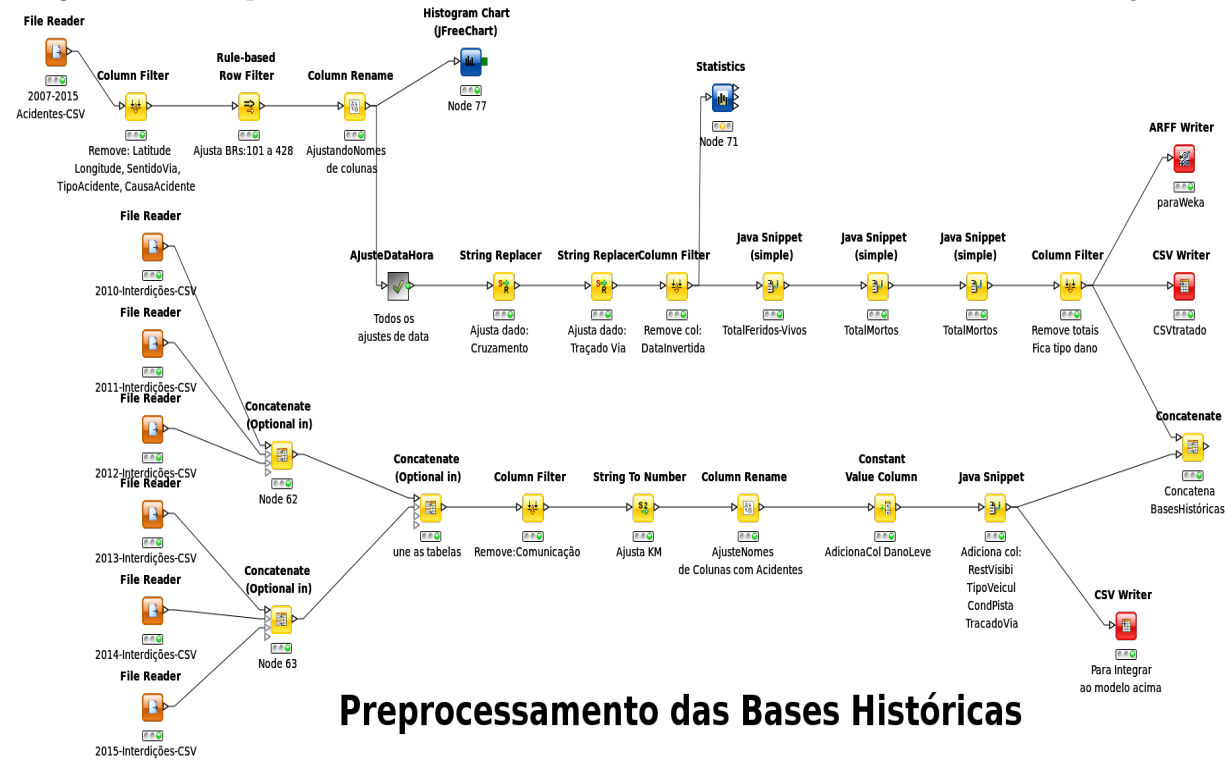 File Reader
2007-2015
Acidentes-CSV
Column Filter
Remove: Latitude
Longitude, SentidoVia,
TipoAcidente, CausaAcidente
Rule-based
Row Filter
Ajusta BRs:101 a 428
Column Rename
AjustandoNomes
de colunas
Histogram Chart
(JFreeChart)
Node 77
Statistics
Node 71
ARFF Writer
paraWeka
AJusteDataHora
Todos os
ajustes de data
String Replacer
Ajusta dado:
Cruzamento
String Replacer
Ajusta dado:
Traçado Via
Column Filter
Remove col:
DataInvertida
Java Snippet
(simple)
TotalFeridos-Vivos
Java Snippet
(simple)
TotalMortos
Java Snippet
(simple)
TotalMortos
Column Filter
Remove totais
Fica tipo dano
CSV Writer
CSVtratado
File Reader
2010-Interdições-CSV
File Reader
2011-Interdições-CSV
File Reader
2012-Interdições-CSV
File Reader
2013-Interdições-CSV
File Reader
2014-Interdições-CSV
File Reader
2015-Interdições-CSV
Concatenate
(Optional in)
Node 62
Concatenate
(Optional in)
Node 63
Concatenate
(Optional in)
une as tabelas
Column Filter
Remove:Comunicação
String To Number
Ajusta KM
Column Rename
AjusteNomes
de Colunas com Acidentes
Constant
Value Column
AdicionaCol DanoLeve
Java Snippet
Adiciona col:
RestVisibi
TipoVeicul
CondPista
TracadoVia
Concatenate
Concatena
BasesHistóricas
CSV Writer
Para Integrar
ao modelo acima
Preprocessamento das Bases Históricas